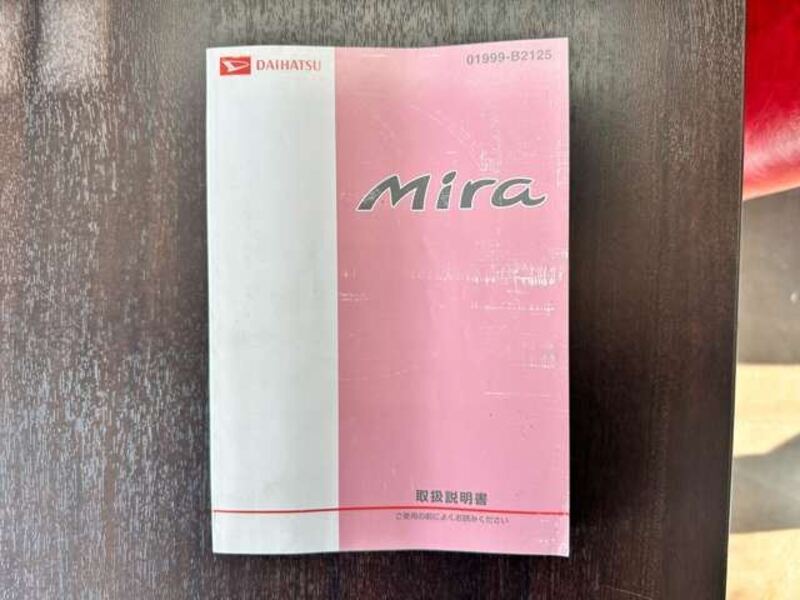 DAIHATSU
01999-B2125
Mira
取扱説明書
ご使用の前によくお読みください